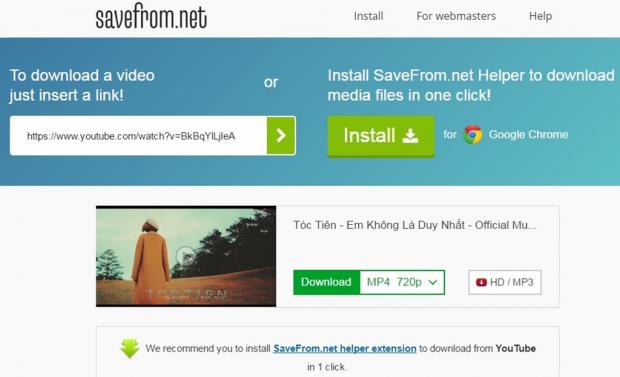 savefrom.net
Install
For webmasters
Help
To download a video
just insert a link!
or
Install SaveFrom.net Helper to download
media files in one click!
https://www.youtube.com/watch?v=BkBqYlLjleA
Install
for
Google Chrome
Tóc Tiên - Em Không Là Duy Nhất - Official Mu...
TOC TIEN
Download MP4 720p
HD / MP3
We recommend you to install SaveFrom.net helper extension to download from YouTube
in 1 click.